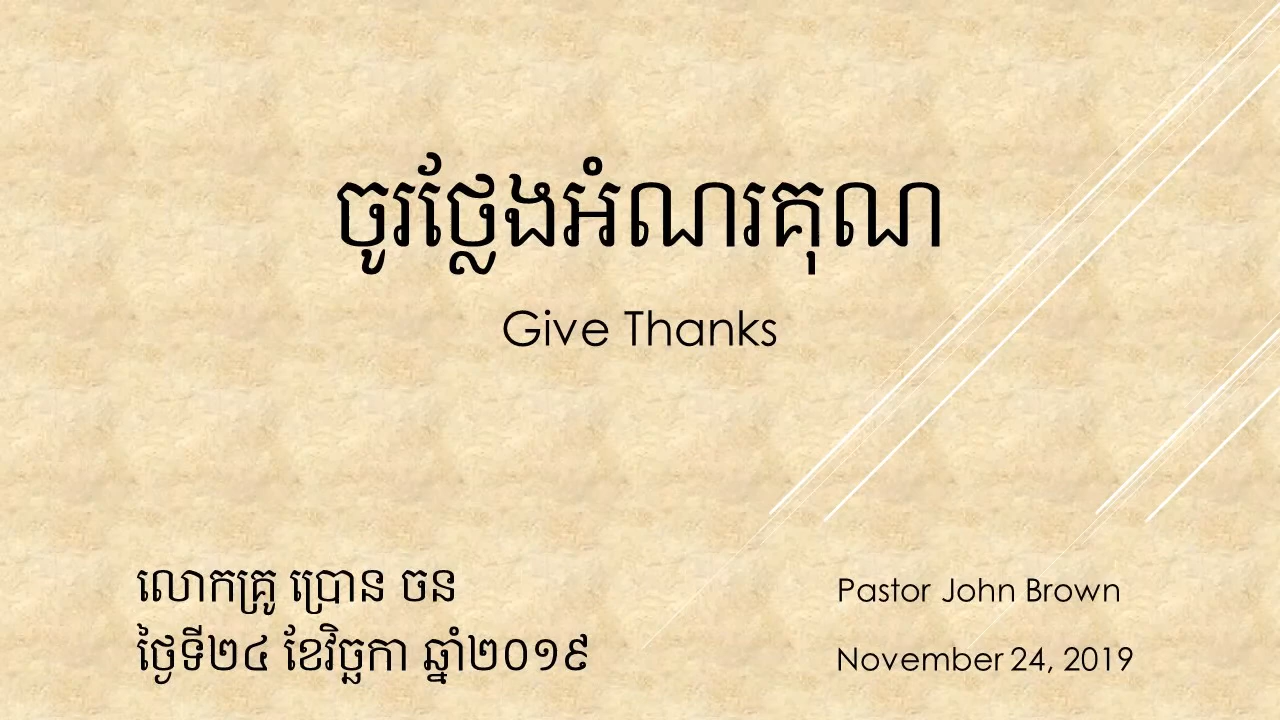 ចូរថ្លែងអំណរគុណ
Give Thanks
លោកគ្រូ ប្រោន ចន
ថ្ងៃទី២៤ ខែវិច្ឆកា ឆ្នាំ២០១៩
Pastor John Brown
November 24, 2019